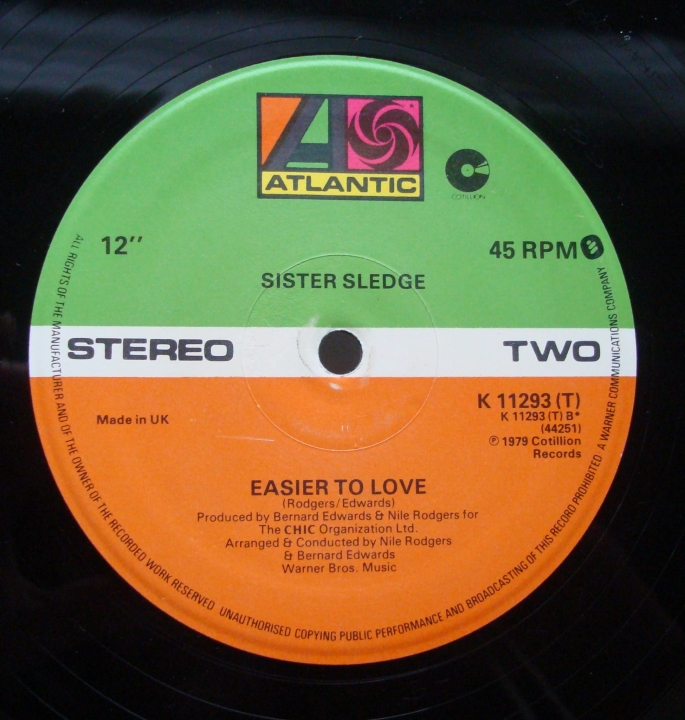 ATLANTIC
COTILLION
12''
45 RPM
SISTER SLEDGE
STEREO
TWO
K 11293 (T)
K 11293 (T) B*
(44251)
℗ 1979 Cotillion
Records
Made in UK
EASIER TO LOVE
(Rodgers/Edwards)
Produced by Bernard Edwards & Nile Rodgers for
The CHIC Organization Ltd.
Arranged & Conducted by Nile Rodgers
& Bernard Edwards
Warner Bros. Music
ALL RIGHTS OF THE MANUFACTURER AND OF THE OWNER OF THE RECORDED WORK RESERVED UNAUTHORISED COPYING PUBLIC PERFORMANCE AND BROADCASTING OF THIS RECORD PROHIBITED A WARNER COMMUNICATIONS COMPANY